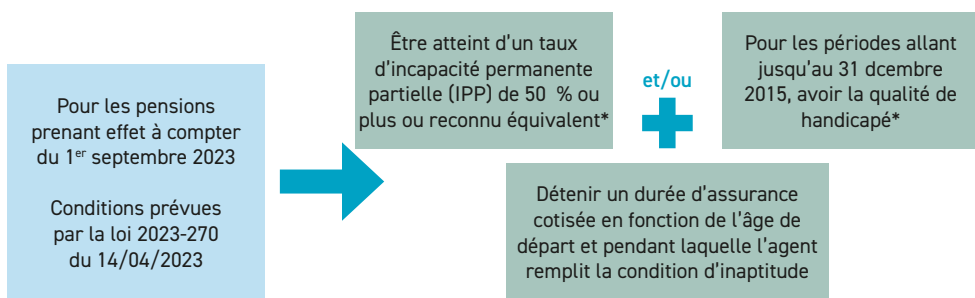 Pour les pensions
prenant effet à compter
du 1er septembre 2023
Conditions prévues
par la loi 2023-270
du 14/04/2023
Être atteint d'un taux
d'incapacité permanente
partielle (IPP) de 50 % ou
plus ou reconnu équivalent*
et/ou
Pour les périodes allant
jusqu'au 31 dcembre
2015, avoir la qualité de
handicapé*
Détenir un durée d'assurance
cotisée en fonction de l'âge de
départ et pendant laquelle l'agent
remplit la condition d'inaptitude